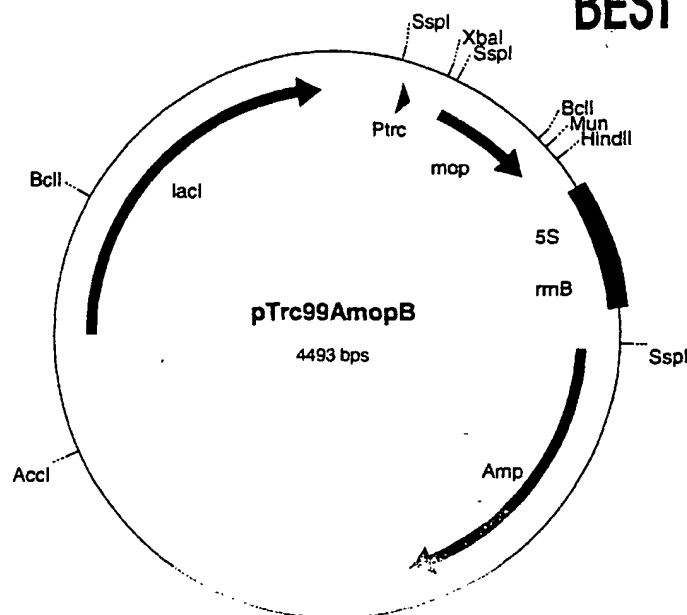 BEST
SspI
XbaI
SspI
Ptrc
BclI
Mun
HindII
mop
BclI
lacI
5S
rrnB
pTrc99AmopB
4493 bps
SspI
Amp
AccI